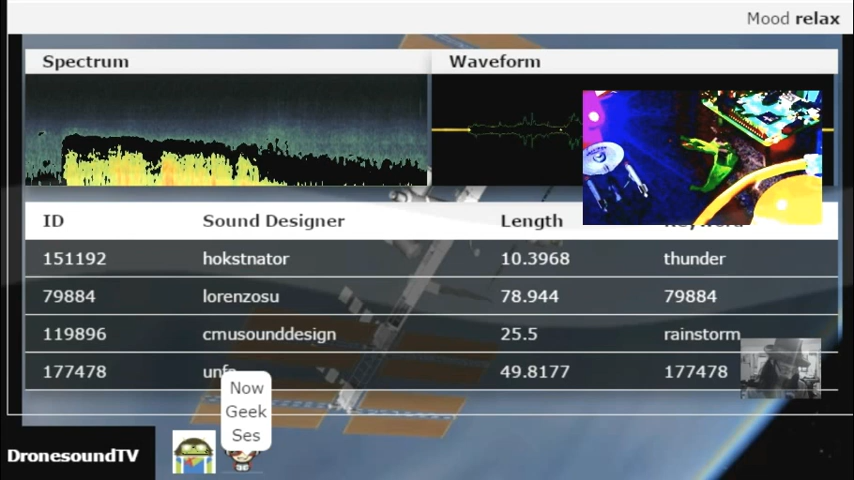 Mood relax
Spectrum
Waveform
ID Sound Designer Length
151192 hokstnator 10.3968 thunder
79884 lorenzosu 78.944 79884
119896 cmusounddesign 25.5 rainstorm
177478 49.8177 177478
Now
Geek
Ses
DronesoundTV